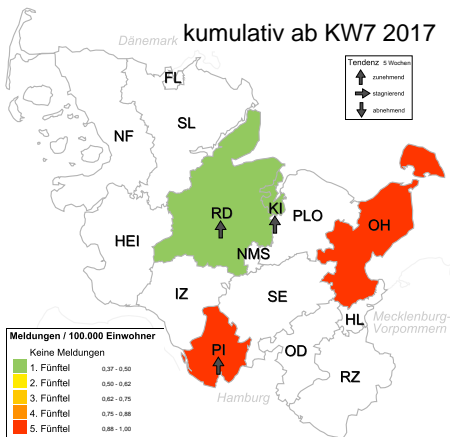 kumulativ ab KW7 2017
Dänemark
Tendenz 5 Wochen
zunehmend
stagnierend
abnehmend
FL
SL
NF
RD
KI
PLO
OH
HEI
NMS
IZ
SE
HL
Mecklenburg-
Vorpommern
PI
OD
RZ
Hamburg
Meldungen / 100.000 Einwohner
Keine Meldungen
1. Fünftel 0,37 - 0,50
2. Fünftel 0,50 - 0,62
3. Fünftel 0,62 - 0,75
4. Fünftel 0,75 - 0,88
5. Fünftel 0,88 - 1,00